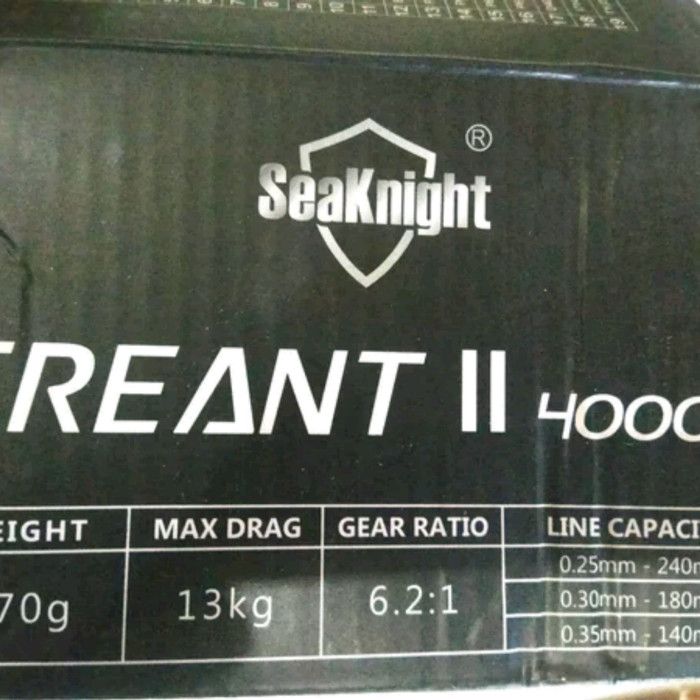 SeaKnight®
TREANT II 4000
EIGHT MAX DRAG GEAR RATIO LINE CAPACI
70g 13kg 6.2:1
0.25mm - 240m
0.30mm - 180m
0.35mm - 140m